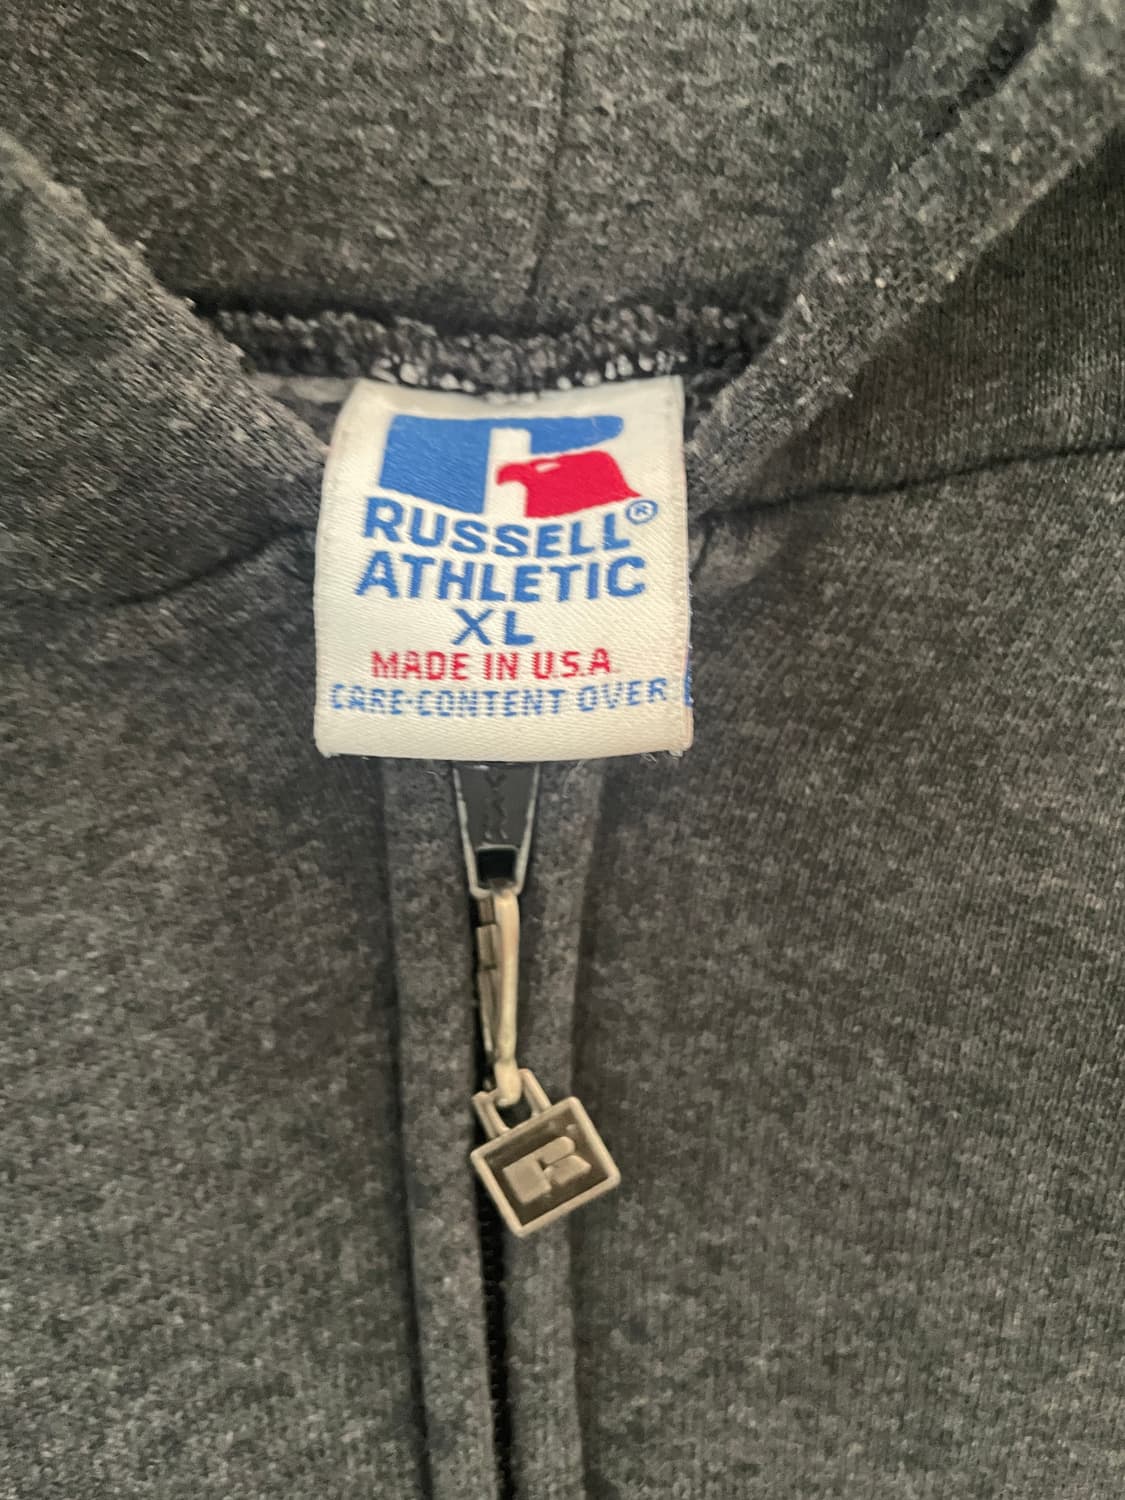 RUSSELL®
ATHLETIC
XL
MADE IN U.S.A.
CARE·CONTENT OVER
R